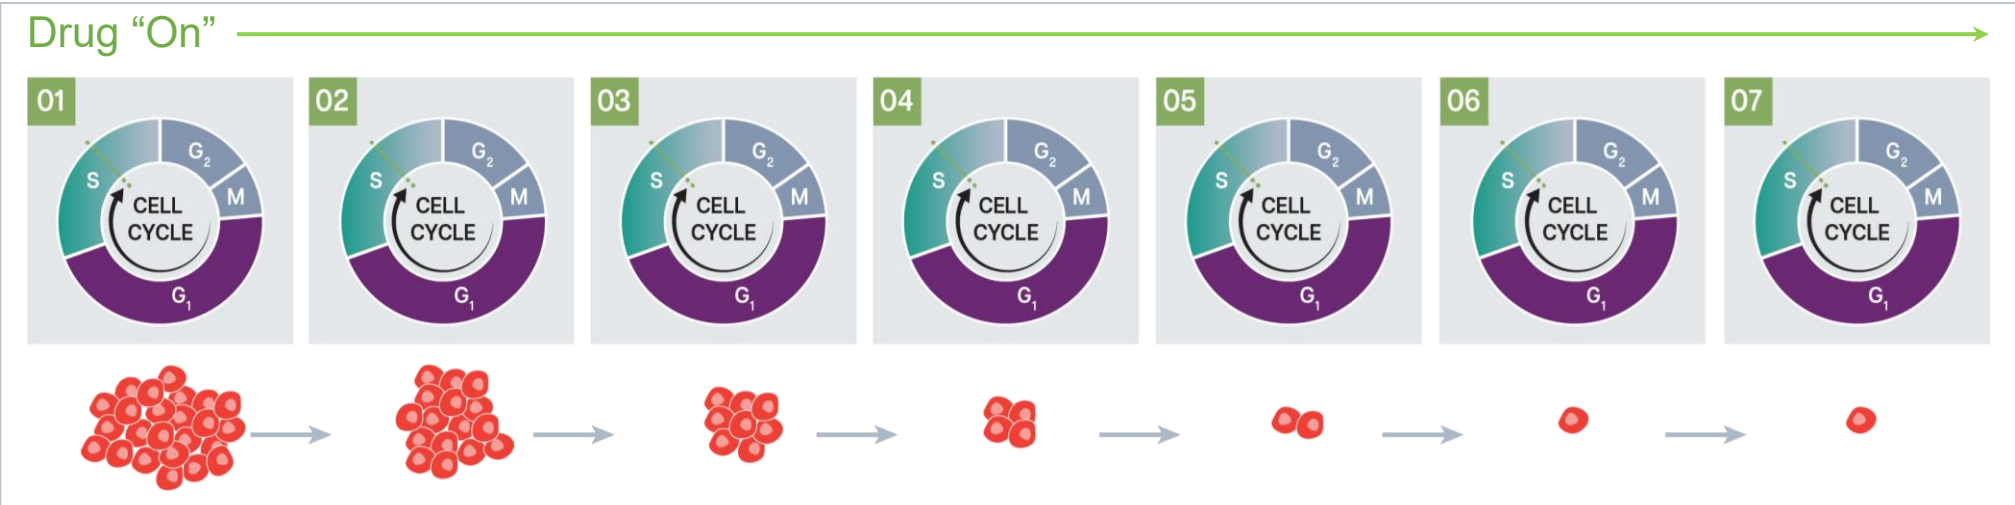 Drug “On”
01
02
03
04
05
06
07
G2
S
M
CELL
CYCLE
G1
G2
S
M
CELL
CYCLE
G1
G2
S
M
CELL
CYCLE
G1
G2
S
M
CELL
CYCLE
G1
G2
S
M
CELL
CYCLE
G1
G2
S
M
CELL
CYCLE
G1
G2
S
M
CELL
CYCLE
G1